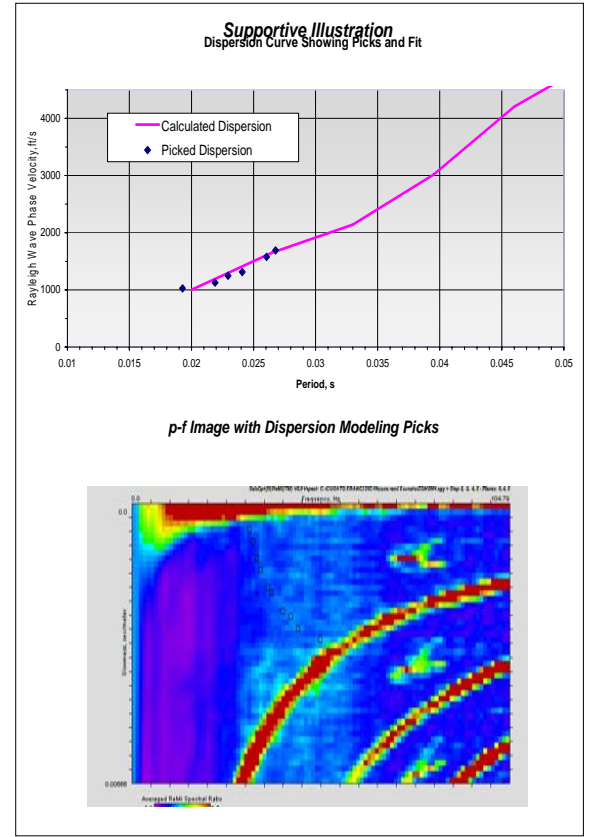 Supportive Illustration
Dispersion Curve Showing Picks and Fit
4000
3000
2000
1000
0
Rayleigh Wave Phase Velocity, ft/s
Calculated Dispersion
Picked Dispersion
0.01 0.015 0.02 0.025 0.03 0.035 0.04 0.045 0.05
Period, s
p-f Image with Dispersion Modeling Picks
0.0 Frequency, Hz 104.79
0.0
0.00866
Averaged ReMi Spectral Ratio